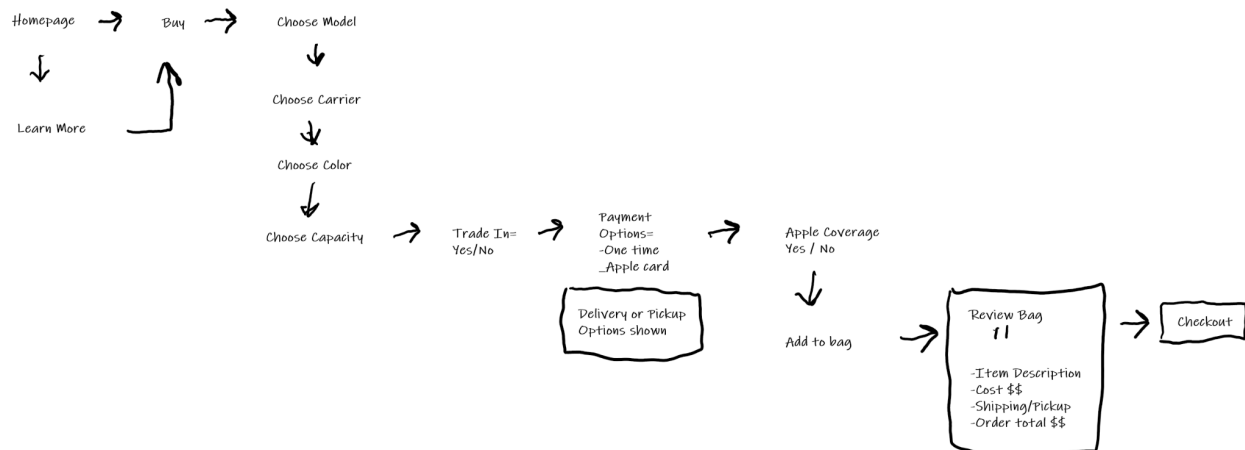 Homepage
Buy
Choose Model
Learn More
Choose Carrier
Choose Color
Choose Capacity
Trade In=
Yes/No
Payment
Options=
-One time
_Apple card
Delivery or Pickup
Options shown
Apple Coverage
Yes / No
Add to bag
Review Bag
-Item Description
-Cost $$
-Shipping/Pickup
-Order total $$
Checkout